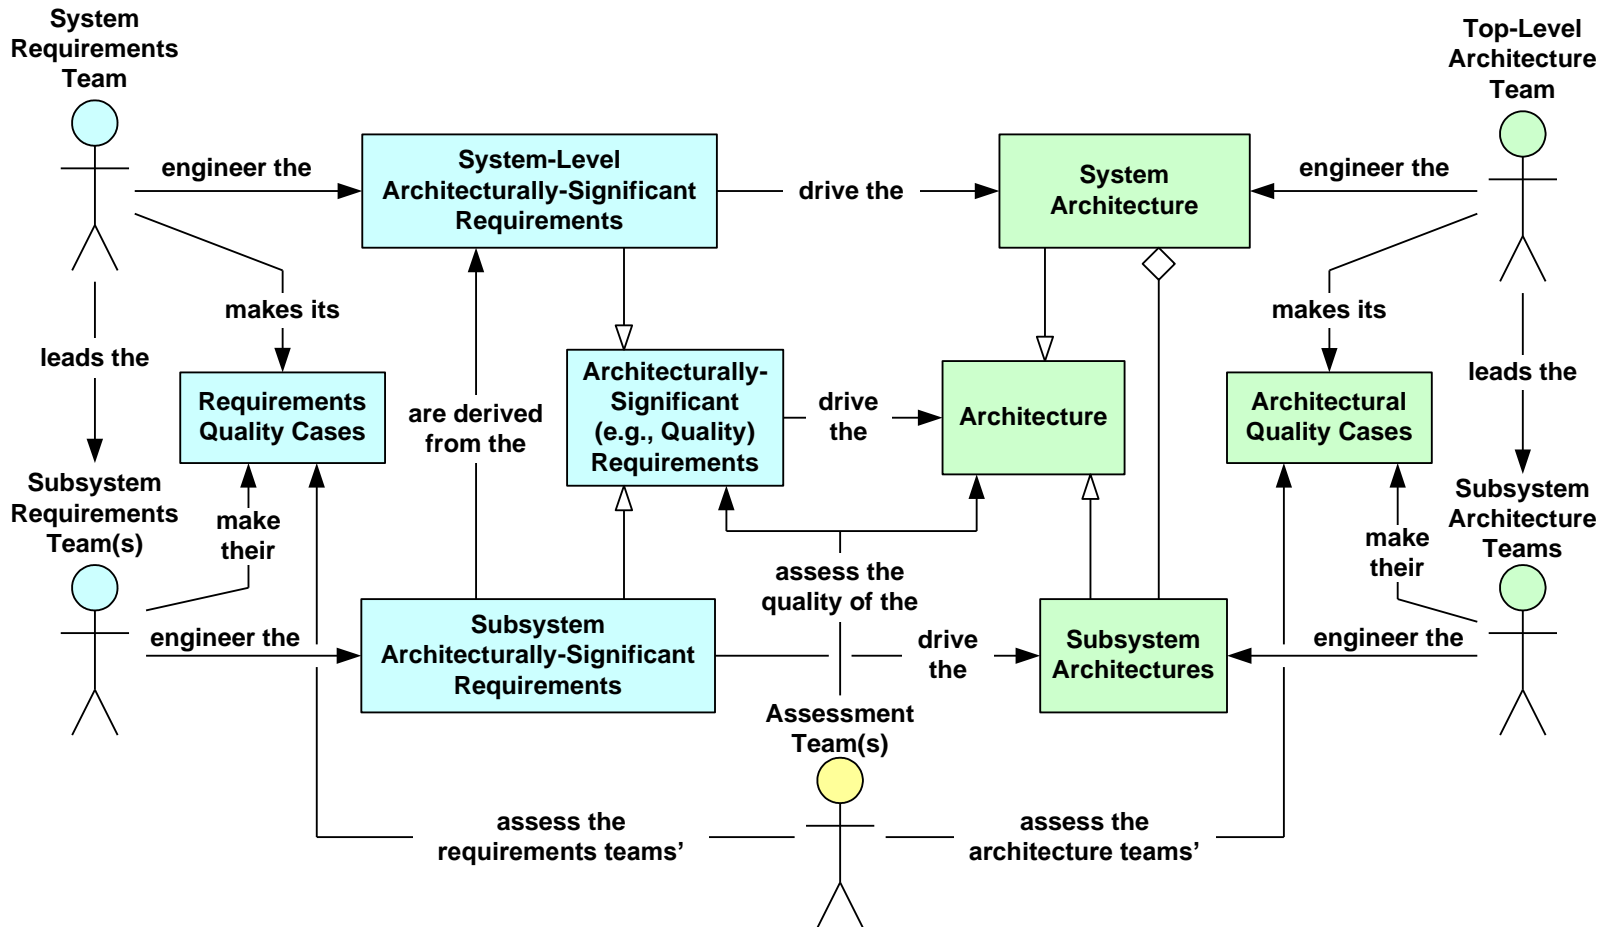 System
Requirements
Team
Top-Level
Architecture
Team
engineer the
System-Level
Architecturally-Significant
Requirements
drive the
System
Architecture
engineer the
makes its
makes its
leads the
leads the
Requirements
Quality Cases
are derived
from the
Architecturally-
Significant
(e.g., Quality)
Requirements
drive
the
Architecture
Architectural
Quality Cases
Subsystem
Requirements
Team(s)
make
their
Subsystem
Architecture
Teams
make
their
assess the
quality of the
engineer the
Subsystem
Architecturally-Significant
Requirements
drive
the
Subsystem
Architectures
engineer the
Assessment
Team(s)
assess the
requirements teams’
assess the
architecture teams’